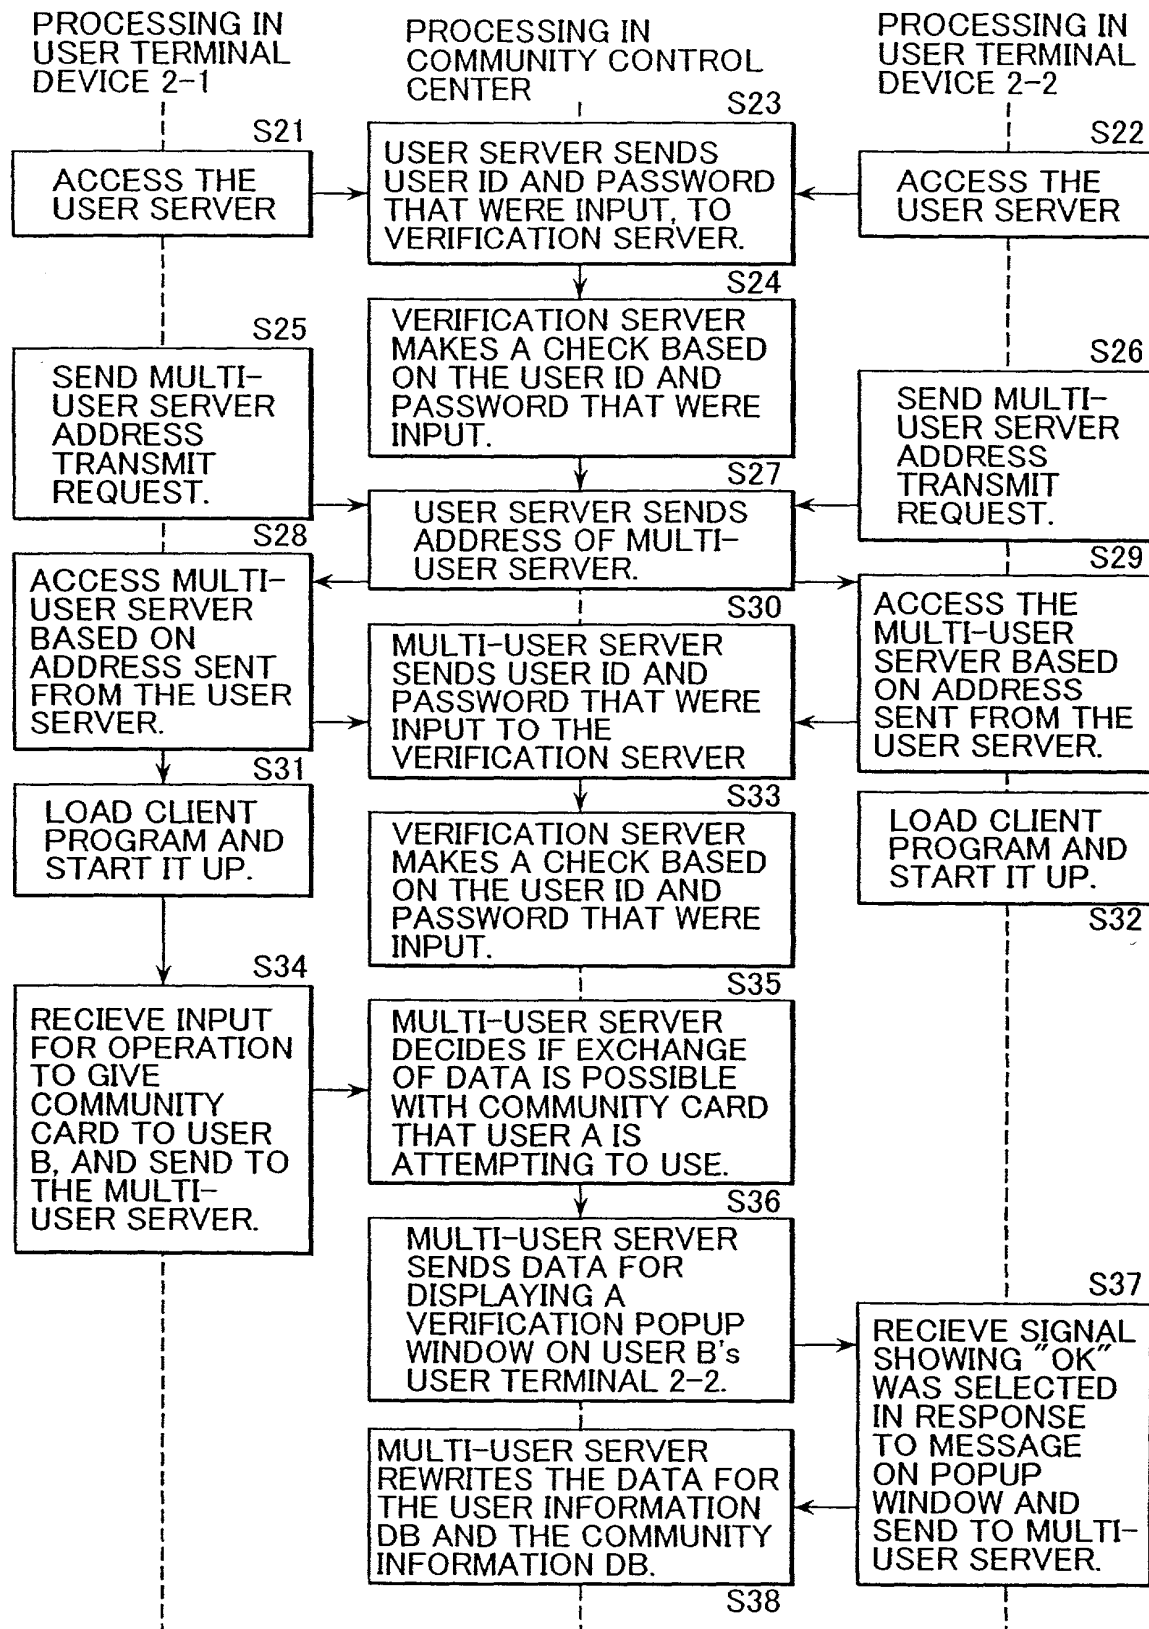 PROCESSING IN
USER TERMINAL
DEVICE 2-1
PROCESSING IN
COMMUNITY CONTROL
CENTER
PROCESSING IN
USER TERMINAL
DEVICE 2-2
S21
ACCESS THE
USER SERVER
S23
USER SERVER SENDS
USER ID AND PASSWORD
THAT WERE INPUT, TO
VERIFICATION SERVER.
S22
ACCESS THE
USER SERVER
S24
VERIFICATION SERVER
MAKES A CHECK BASED
ON THE USER ID AND
PASSWORD THAT WERE
INPUT.
S25
SEND MULTI-
USER SERVER
ADDRESS
TRANSMIT
REQUEST.
S26
SEND MULTI-
USER SERVER
ADDRESS
TRANSMIT
REQUEST.
S27
USER SERVER SENDS
ADDRESS OF MULTI-
USER SERVER.
S28
ACCESS MULTI-
USER SERVER
BASED ON
ADDRESS SENT
FROM THE USER
SERVER.
S29
ACCESS THE
MULTI-USER
SERVER BASED
ON ADDRESS
SENT FROM THE
USER SERVER.
S30
MULTI-USER SERVER
SENDS USER ID AND
PASSWORD THAT WERE
INPUT TO THE
VERIFICATION SERVER
S31
LOAD CLIENT
PROGRAM AND
START IT UP.
S33
VERIFICATION SERVER
MAKES A CHECK BASED
ON THE USER ID AND
PASSWORD THAT WERE
INPUT.
LOAD CLIENT
PROGRAM AND
START IT UP.
S32
S34
RECIEVE INPUT
FOR OPERATION
TO GIVE
COMMUNITY
CARD TO USER
B, AND SEND TO
THE MULTI-
USER SERVER.
S35
MULTI-USER SERVER
DECIDES IF EXCHANGE
OF DATA IS POSSIBLE
WITH COMMUNITY CARD
THAT USER A IS
ATTEMPTING TO USE.
S36
MULTI-USER SERVER
SENDS DATA FOR
DISPLAYING A
VERIFICATION POPUP
WINDOW ON USER B's
USER TERMINAL 2-2.
S37
RECIEVE SIGNAL
SHOWING "OK"
WAS SELECTED
IN RESPONSE
TO MESSAGE
ON POPUP
WINDOW AND
SEND TO MULTI-
USER SERVER.
MULTI-USER SERVER
REWRITES THE DATA FOR
THE USER INFORMATION
DB AND THE COMMUNITY
INFORMATION DB.
S38